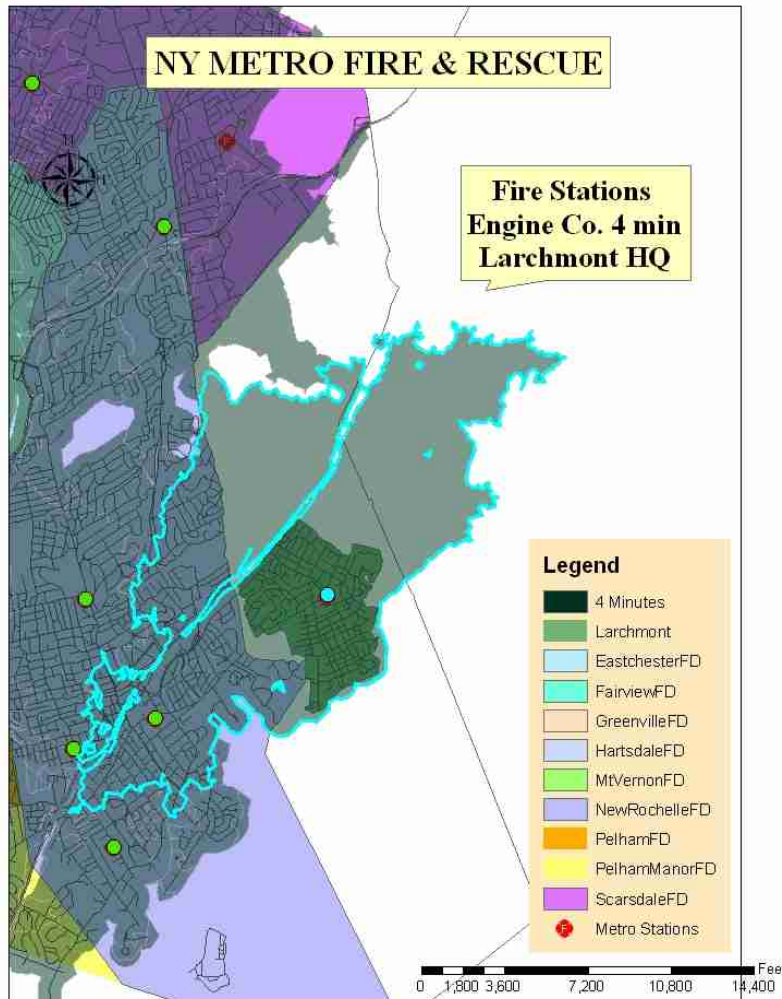 NY METRO FIRE & RESCUE
N
Fire Stations
Engine Co. 4 min
Larchmont HQ
Legend
4 Minutes
Larchmont
EastchesterFD
FairviewFD
GreenvilleFD
HartsdaleFD
MtVernonFD
NewRochelleFD
PelhamFD
PelhamManorFD
ScarsdaleFD
F Metro Stations
Fee
0 1,800 3,600 7,200 10,800 14,400